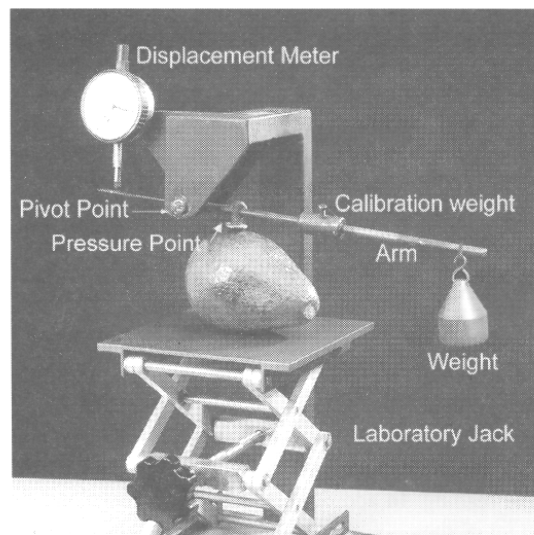 Displacement Meter
Pivot Point
Calibration weight
Pressure Point
Arm
Weight
Laboratory Jack